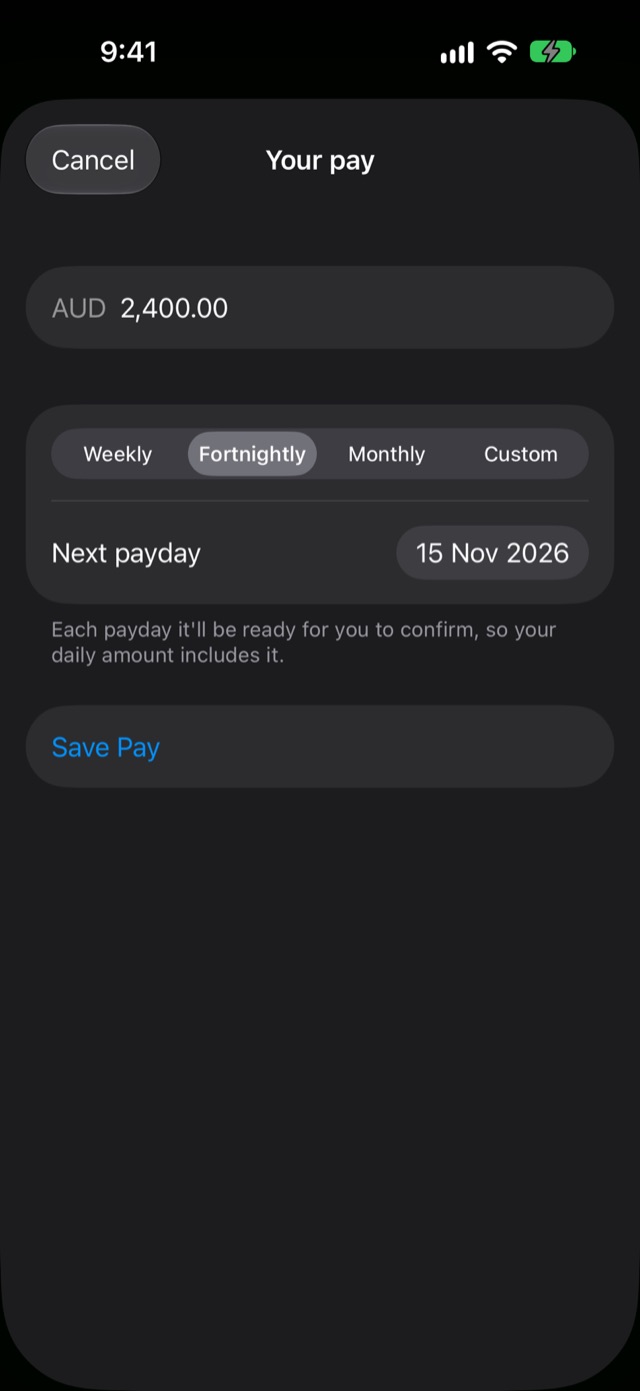 9:41
Cancel
Your pay
AUD 2,400.00
Weekly Fortnightly Monthly Custom
Next payday 15 Nov 2026
Each payday it'll be ready for you to confirm, so your
daily amount includes it.
Save Pay